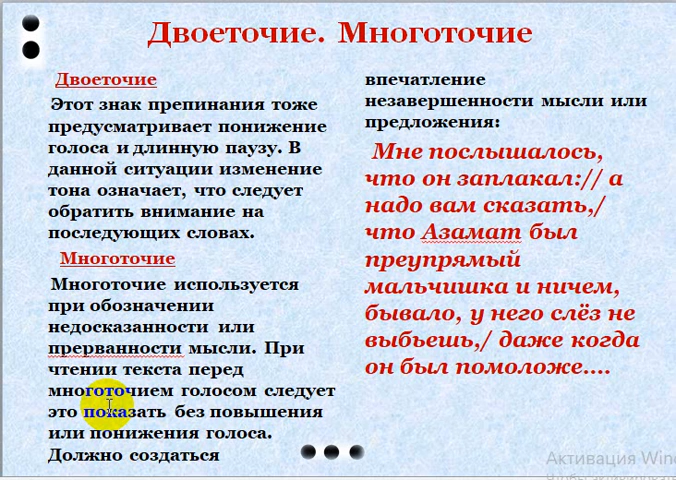 Двоеточие. Многоточие
Двоеточие
Этот знак препинания тоже
предусматривает понижение
голоса и длинную паузу. В
данной ситуации изменение
тона означает, что следует
обратить внимание на
последующих словах.
Многоточие
Многоточие используется
при обозначении
недосказанности или
прерванности мысли. При
чтении текста перед
многоточием голосом следует
это показать без повышения
или понижения голоса.
Должно создаться
впечатление
незавершенности мысли или
предложения:
Мне послышалось,
что он заплакал:// а
надо вам сказать,/
что Азамат был
преупрямый
мальчишка и ничем,
бывало, у него слёз не
выбьешь,/ даже когда
он был помоложе....
Активация